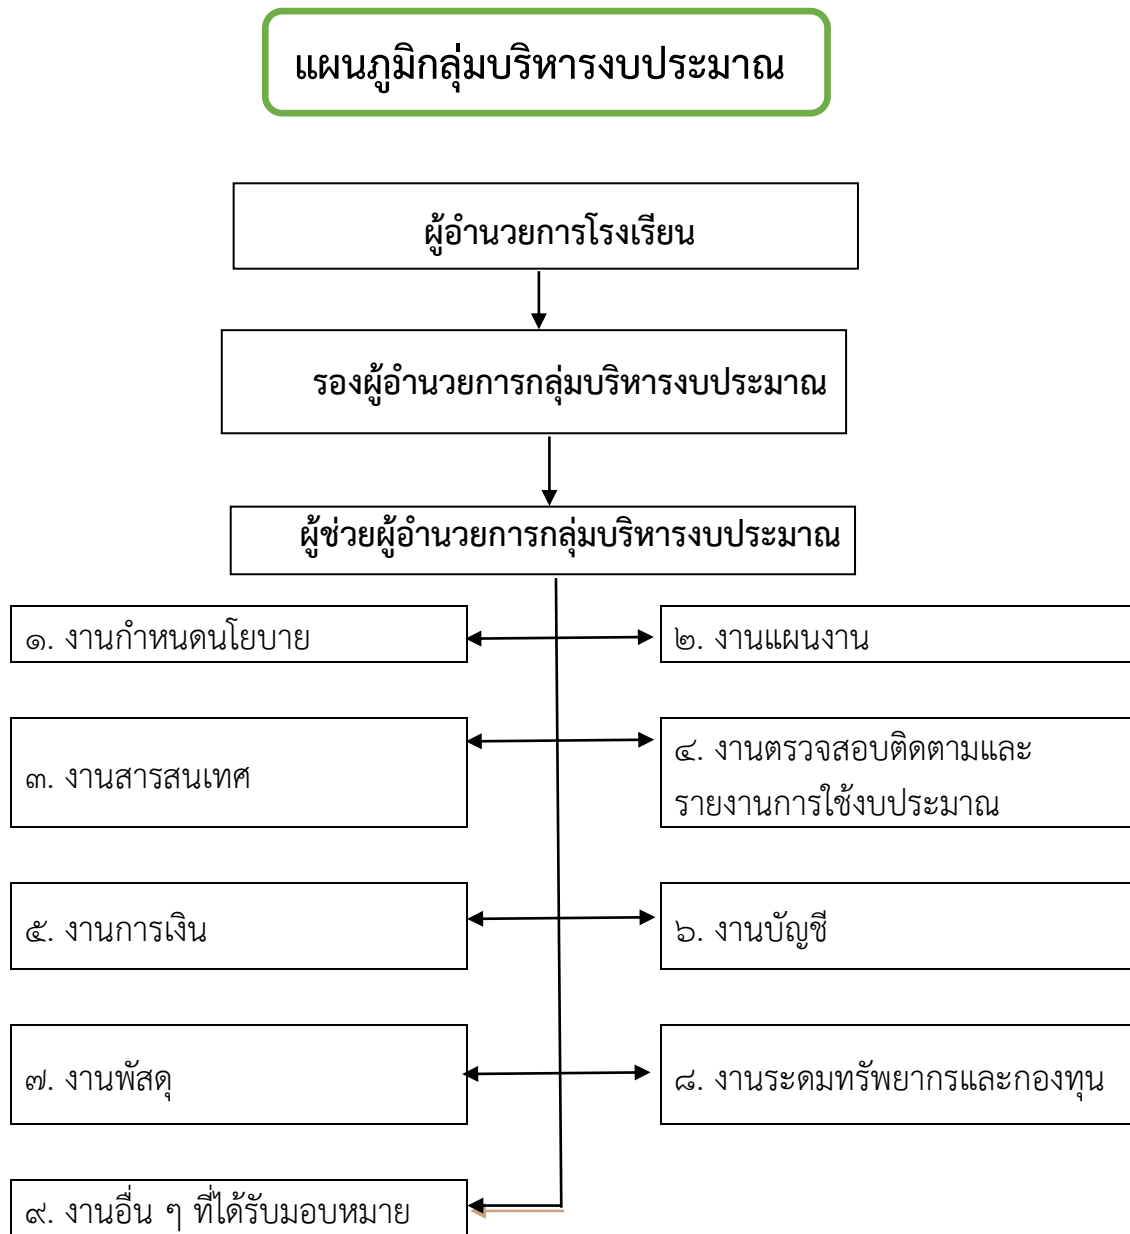 แผนภูมิกลุ่มบริหารงบประมาณ
ผู้อำนวยการโรงเรียน
รองผู้อำนวยการกลุ่มบริหารงบประมาณ
ผู้ช่วยผู้อำนวยการกลุ่มบริหารงบประมาณ
๑. งานกำหนดนโยบาย
๒. งานแผนงาน
๓. งานสารสนเทศ
๔. งานตรวจสอบติดตามและ
รายงานการใช้งบประมาณ
๕. งานการเงิน
๖. งานบัญชี
๗. งานพัสดุ
๘. งานระดมทรัพยากรและกองทุน
๙. งานอื่น ๆ ที่ได้รับมอบหมาย